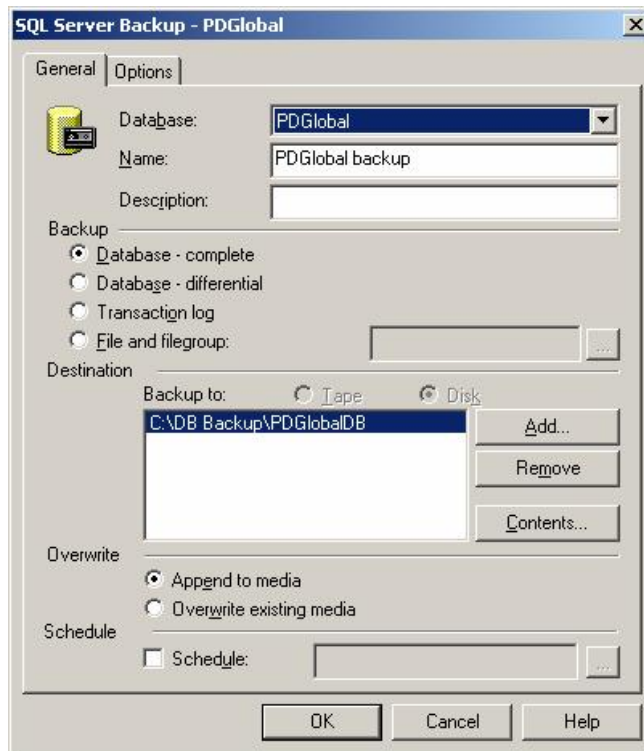 SQL Server Backup - PDGlobal
General Options
Database: PDGlobal
Name: PDGlobal backup
Description:
Backup
Database - complete
Database - differential
Transaction log
File and filegroup: ...
Destination
Backup to: Tape Disk
C:\DB Backup\PDGlobalDB
Add...
Remove
Contents...
Overwrite
Append to media
Overwrite existing media
Schedule
Schedule: ...
OK Cancel Help